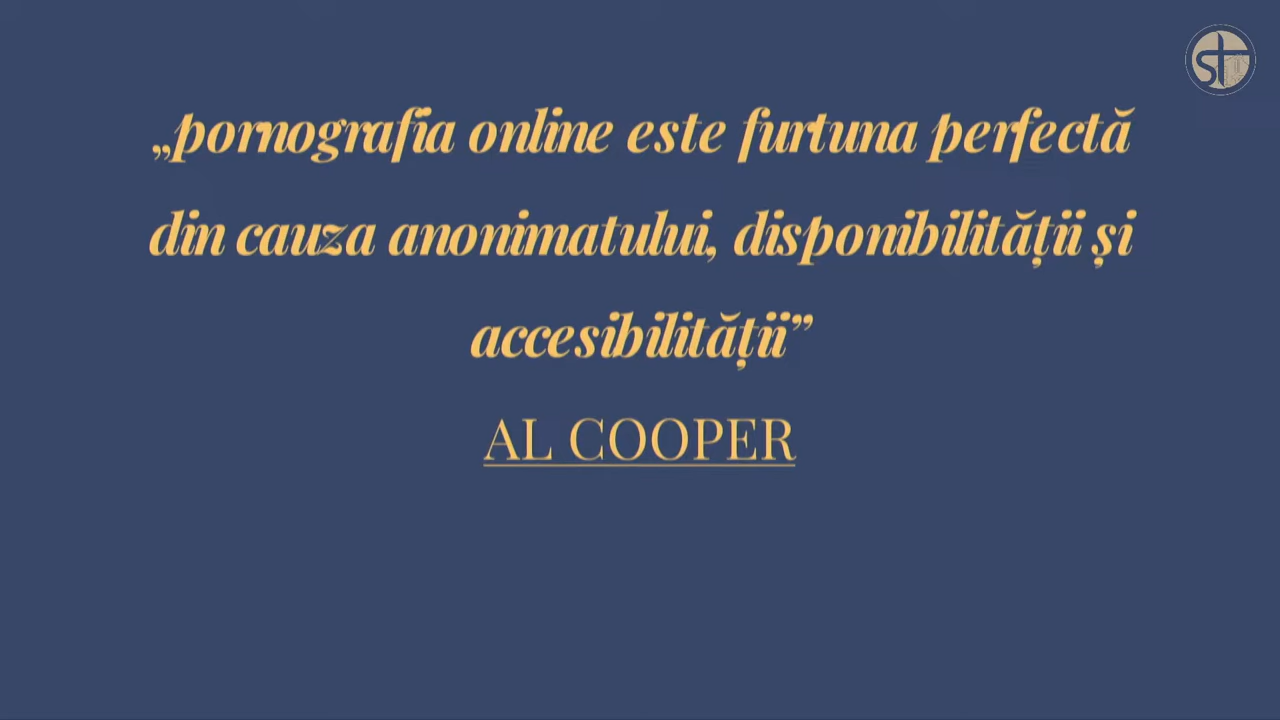 „pornografia online este furtuna perfectă
din cauza anonimatului, disponibilității și
accesibilității”
AL COOPER